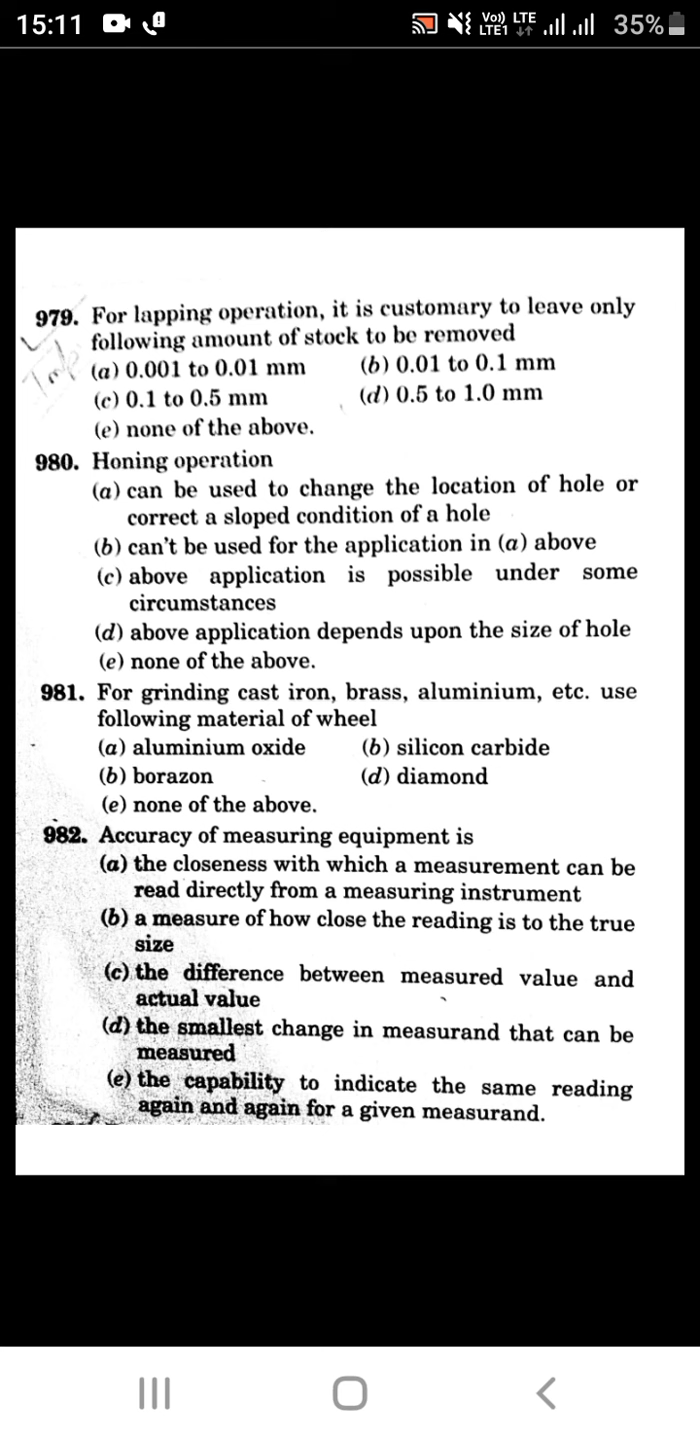 15:11
Vo)) LTE
LTE1
35%
979. For lapping operation, it is customary to leave only
following amount of stock to be removed
(a) 0.001 to 0.01 mm (b) 0.01 to 0.1 mm
(c) 0.1 to 0.5 mm (d) 0.5 to 1.0 mm
(e) none of the above.
980. Honing operation
(a) can be used to change the location of hole or
correct a sloped condition of a hole
(b) can't be used for the application in (a) above
(c) above application is possible under some
circumstances
(d) above application depends upon the size of hole
(e) none of the above.
981. For grinding cast iron, brass, aluminium, etc. use
following material of wheel
(a) aluminium oxide (b) silicon carbide
(b) borazon (d) diamond
(e) none of the above.
982. Accuracy of measuring equipment is
(a) the closeness with which a measurement can be
read directly from a measuring instrument
(b) a measure of how close the reading is to the true
size
(c) the difference between measured value and
actual value
(d) the smallest change in measurand that can be
measured
(e) the capability to indicate the same reading
again and again for a given measurand.